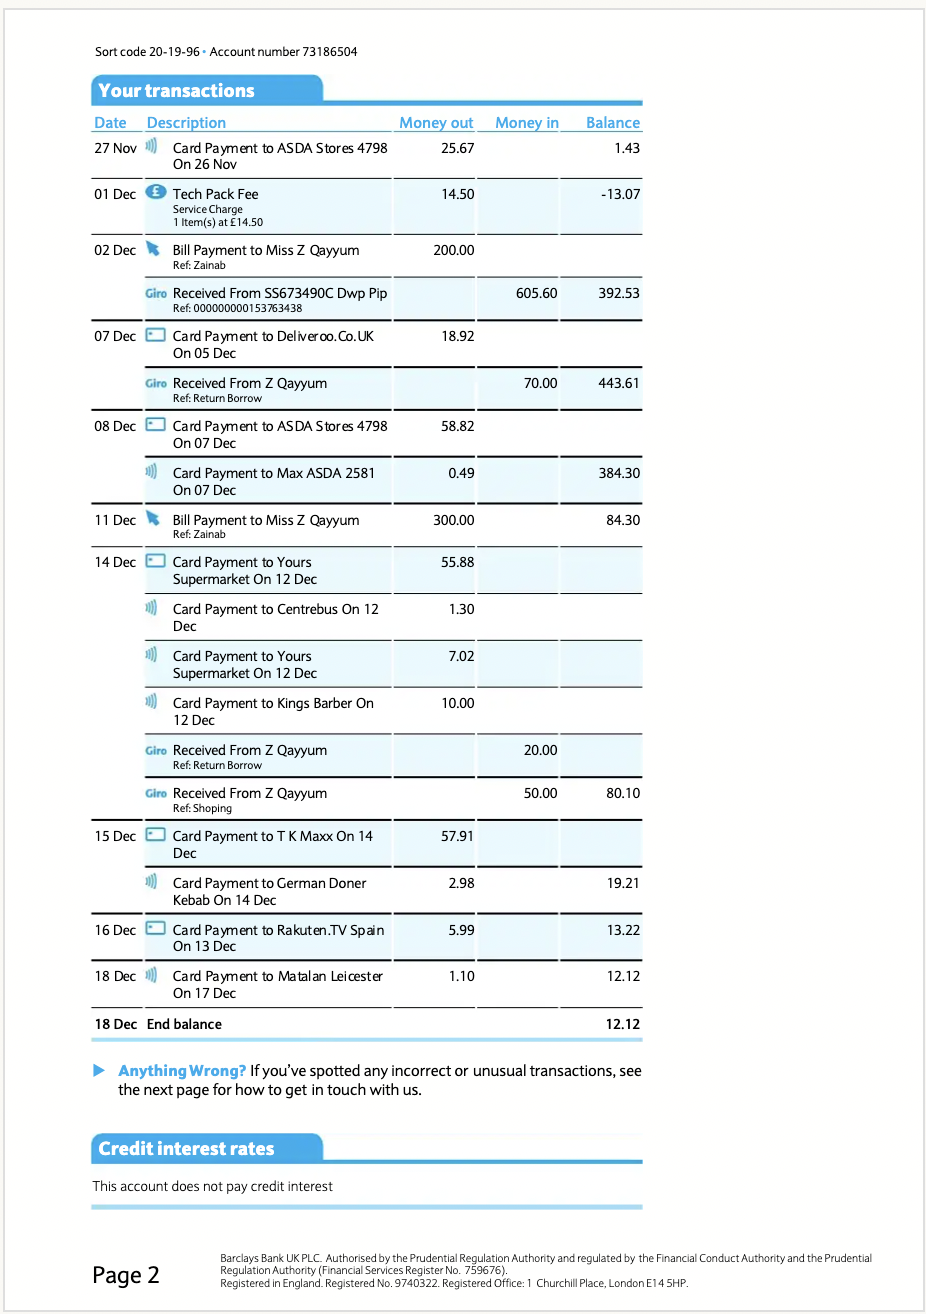 Sort code 20-19-96 • Account number 73186504
Your transactions
Date Description Money out Money in Balance
27 Nov Card Payment to ASDA Stores 4798 25.67 1.43
On 26 Nov
01 Dec £ Tech Pack Fee 14.50 -13.07
Service Charge
1 Item(s) at £14.50
02 Dec Bill Payment to Miss Z Qayyum 200.00
Ref: Zainab
Giro Received From SS673490C Dwp Pip 605.60 392.53
Ref: 000000000153763438
07 Dec Card Payment to Deliveroo.Co.UK 18.92
On 05 Dec
Giro Received From Z Qayyum 70.00 443.61
Ref: Return Borrow
08 Dec Card Payment to ASDA Stores 4798 58.82
On 07 Dec
Card Payment to Max ASDA 2581 0.49 384.30
On 07 Dec
11 Dec Bill Payment to Miss Z Qayyum 300.00 84.30
Ref: Zainab
14 Dec Card Payment to Yours 55.88
Supermarket On 12 Dec
Card Payment to Centrebus On 12 1.30
Dec
Card Payment to Yours 7.02
Supermarket On 12 Dec
Card Payment to Kings Barber On 10.00
12 Dec
Giro Received From Z Qayyum 20.00
Ref: Return Borrow
Giro Received From Z Qayyum 50.00 80.10
Ref: Shoping
15 Dec Card Payment to T K Maxx On 14 57.91
Dec
Card Payment to German Doner 2.98 19.21
Kebab On 14 Dec
16 Dec Card Payment to Rakuten.TV Spain 5.99 13.22
On 13 Dec
18 Dec Card Payment to Matalan Leicester 1.10 12.12
On 17 Dec
18 Dec End balance 12.12
Anything Wrong? If you've spotted any incorrect or unusual transactions, see
the next page for how to get in touch with us.
Credit interest rates
This account does not pay credit interest
Page 2
Barclays Bank UK PLC. Authorised by the Prudential Regulation Authority and regulated by the Financial Conduct Authority and the Prudential
Regulation Authority (Financial Services Register No. 759676).
Registered in England. Registered No. 9740322. Registered Office: 1 Churchill Place, London E14 5HP.